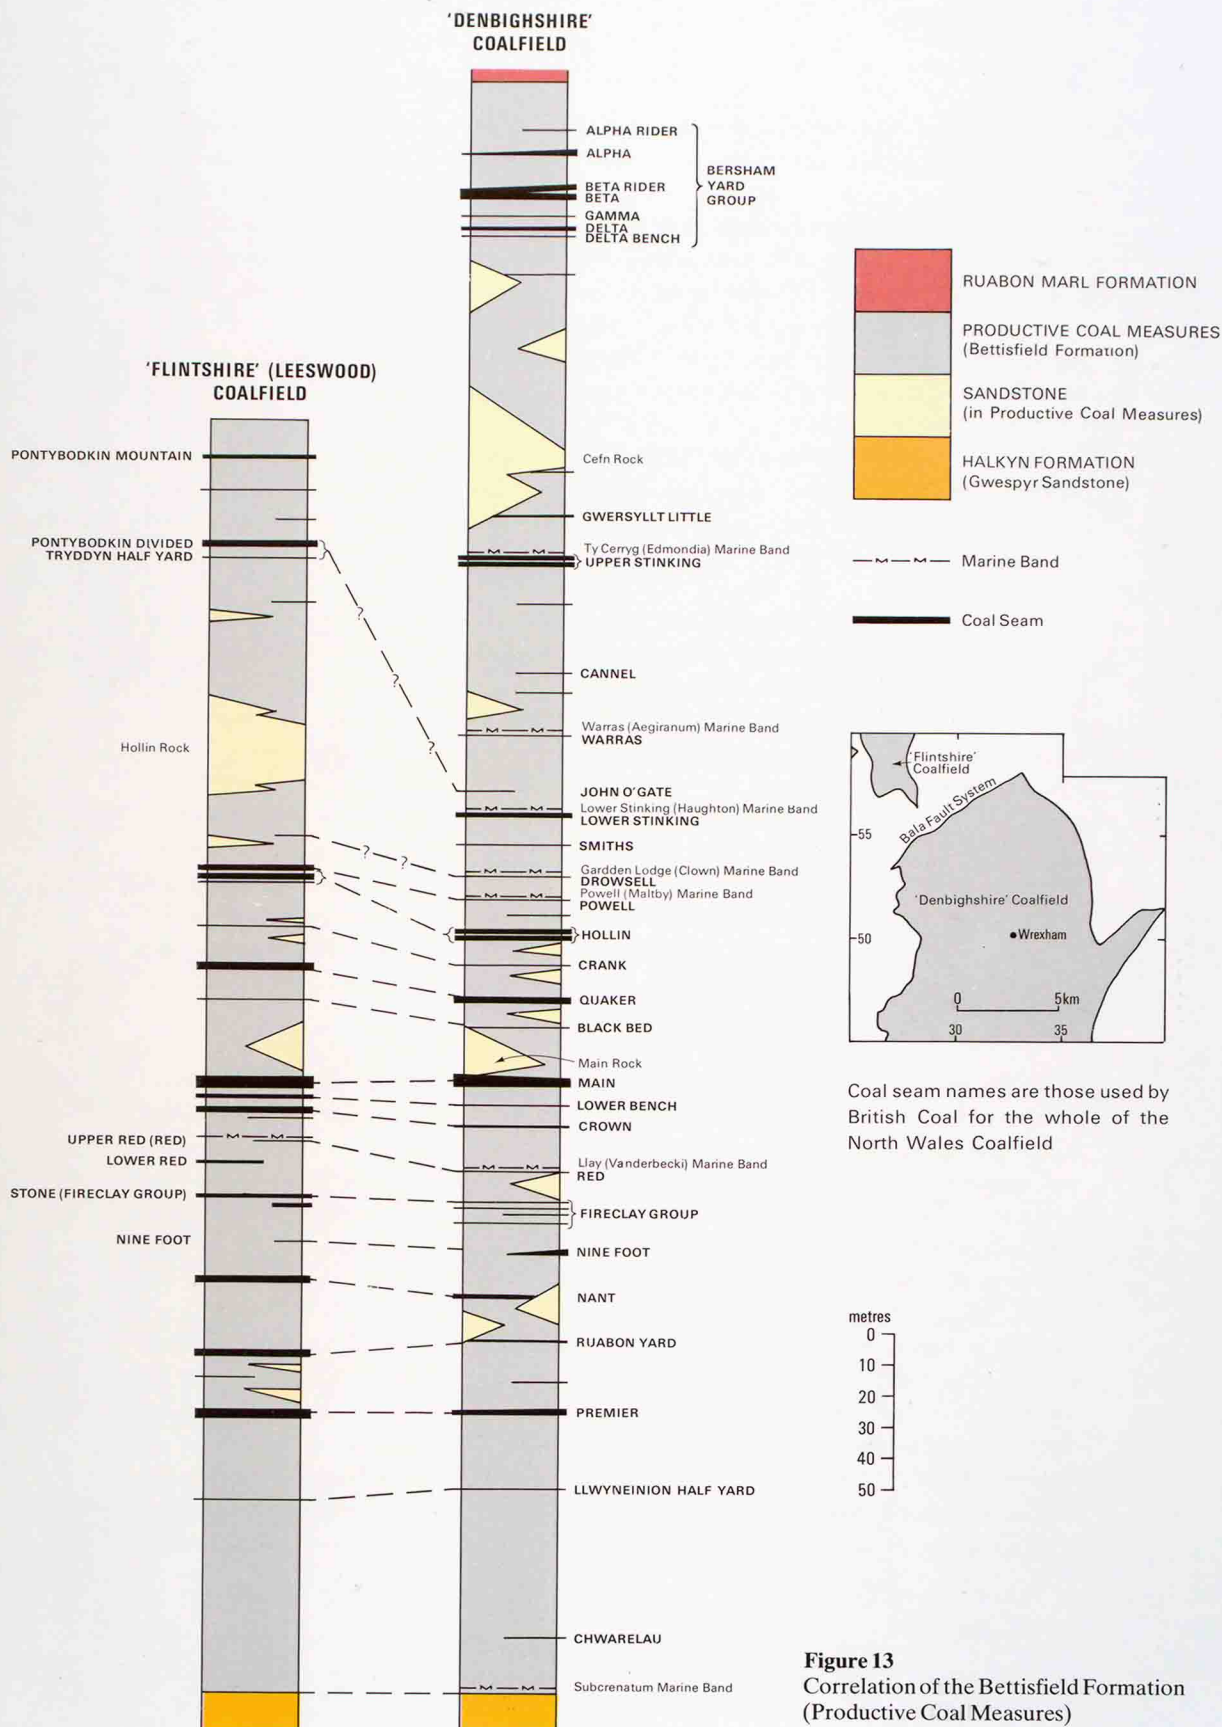 'DENBIGHSHIRE'
COALFIELD
ALPHA RIDER
ALPHA
BETA RIDER
BETA
GAMMA
DELTA
DELTA BENCH
BERSHAM
YARD
GROUP
RUABON MARL FORMATION
PRODUCTIVE COAL MEASURES
(Bettisfield Formation)
SANDSTONE
(in Productive Coal Measures)
HALKYN FORMATION
(Gwespyr Sandstone)
M M Marine Band
Coal Seam
'FLINTSHIRE' (LEESWOOD)
COALFIELD
PONTYBODKIN MOUNTAIN
PONTYBODKIN DIVIDED
TRYDDYN HALF YARD
Hollin Rock
UPPER RED (RED)
M M
LOWER RED
STONE (FIRECLAY GROUP)
NINE FOOT
?
?
?
? ?
Cefn Rock
GWERSYLLT LITTLE
M M Ty Cerryg (Edmondia) Marine Band
UPPER STINKING
CANNEL
M M Warras (Aegiranum) Marine Band
WARRAS
JOHN O'GATE
M M Lower Stinking (Haughton) Marine Band
LOWER STINKING
SMITHS
M M Gardden Lodge (Clown) Marine Band
DROWSELL
M M Powell (Maltby) Marine Band
POWELL
HOLLIN
CRANK
QUAKER
BLACK BED
Main Rock
MAIN
LOWER BENCH
CROWN
M M Llay (Vanderbecki) Marine Band
RED
FIRECLAY GROUP
NINE FOOT
NANT
RUABON YARD
PREMIER
LLWYNEINION HALF YARD
CHWARELAU
M M Subcrenatum Marine Band
'Flintshire'
Coalfield
Bala Fault System
55
'Denbighshire' Coalfield
50
Wrexham
0 5km
30 35
Coal seam names are those used by
British Coal for the whole of the
North Wales Coalfield
metres
0
10
20
30
40
50
Figure 13
Correlation of the Bettisfield Formation
(Productive Coal Measures)